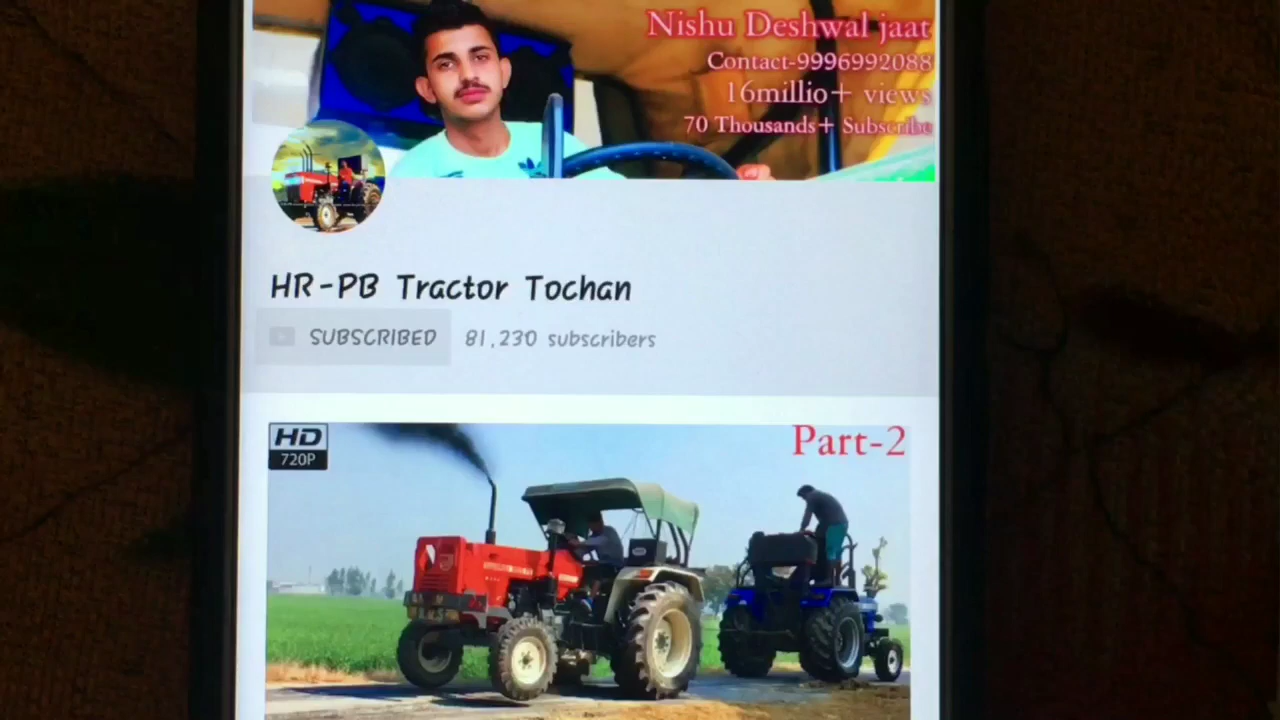 Nishu Deshwal jaat
Contact-9996992088
16millio+ views
70 Thousands+ Subscribe
HR-PB Tractor Tochan
SUBSCRIBED 81,230 subscribers
HD
720P
Part-2